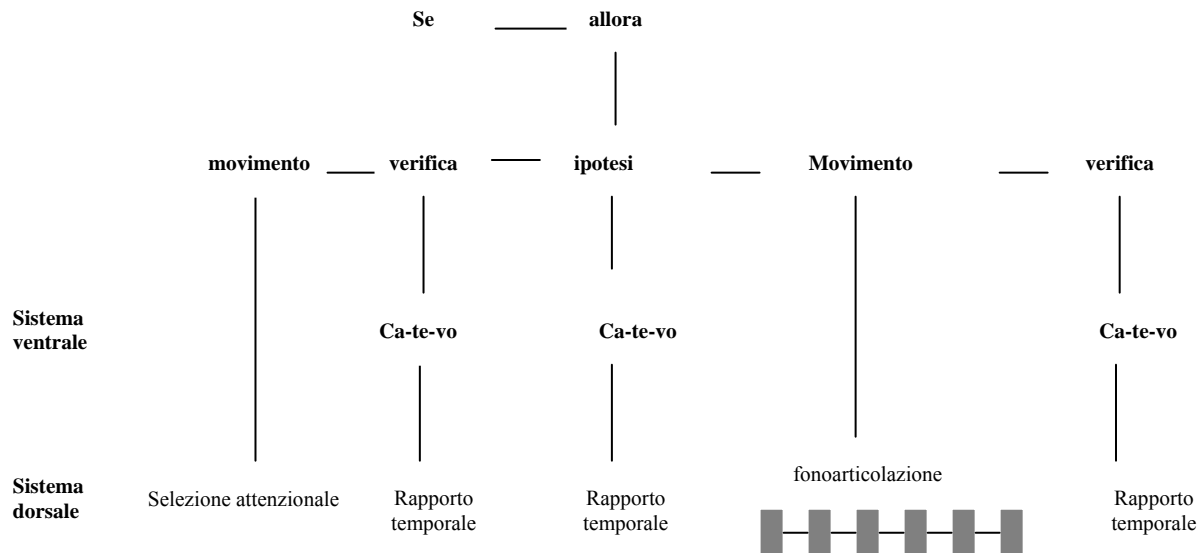 Se allora
movimento verifica ipotesi Movimento verifica
Sistema
ventrale
Ca-te-vo Ca-te-vo Ca-te-vo
Sistema
dorsale
Selezione attenzionale
Rapporto
temporale
Rapporto
temporale
fonoarticolazione
Rapporto
temporale